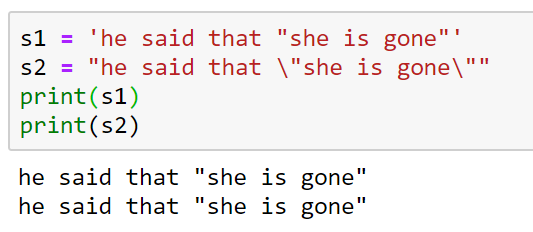 s1 = 'he said that "she is gone"'
s2 = "he said that \"she is gone\""
print(s1)
print(s2)
he said that "she is gone"
he said that "she is gone"